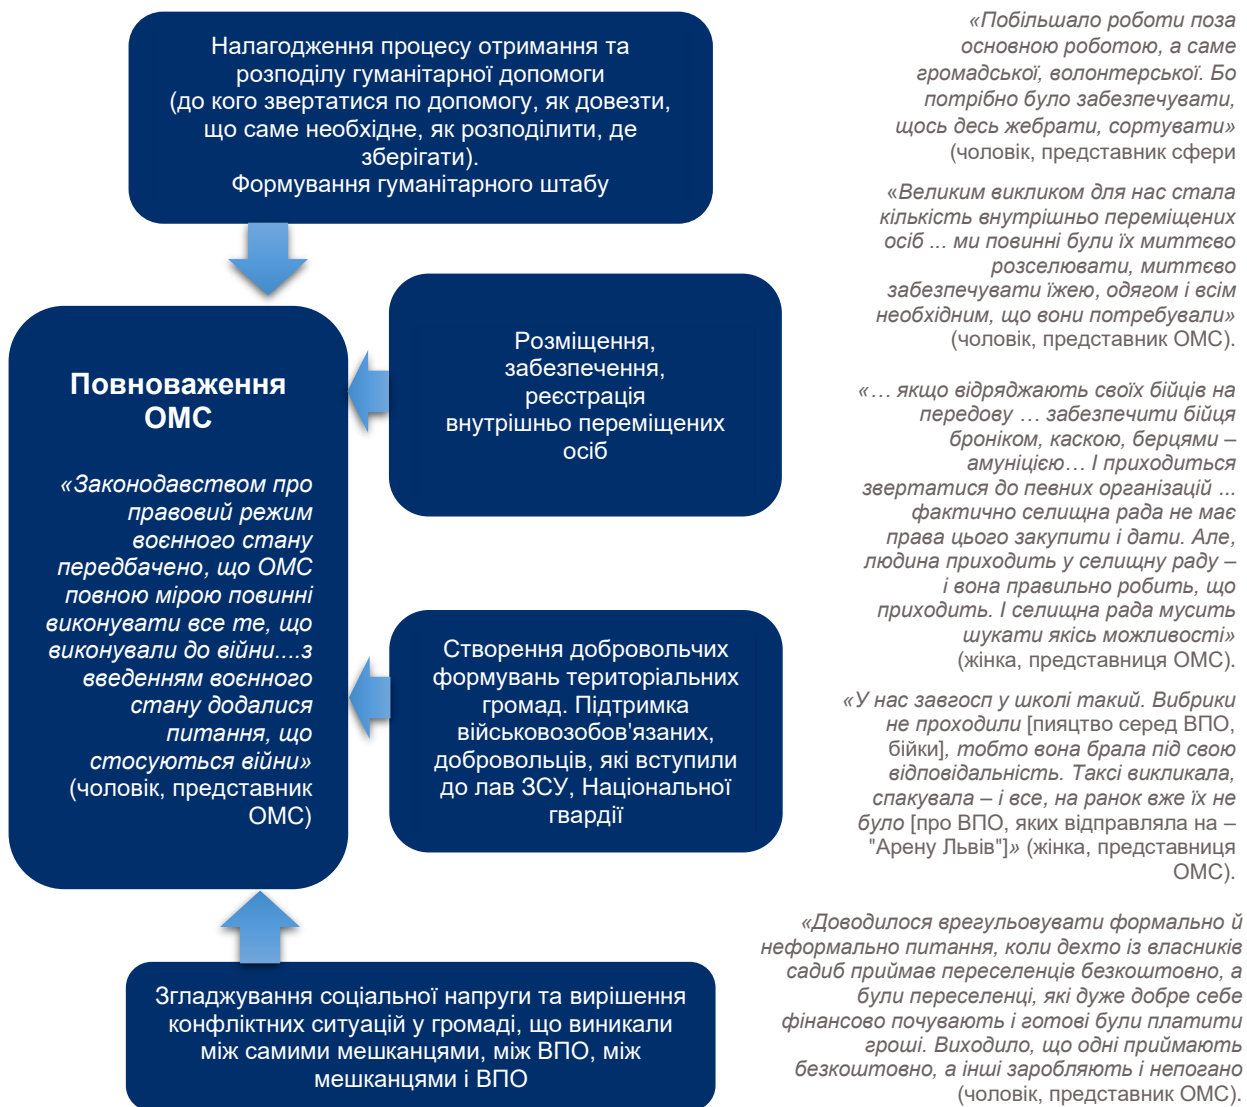 Налагодження процесу отримання та
розподілу гуманітарної допомоги
(до кого звертатися по допомогу, як довезти,
що саме необхідне, як розподілити, де
зберігати).
Формування гуманітарного штабу
Повноваження
ОМС
«Законодавством про
правовий режим
воєнного стану
передбачено, що ОМС
повною мірою повинні
виконувати все те, що
виконували до війни....з
введенням воєнного
стану додалися
питання, що
стосуються війни»
(чоловік, представник
ОМС)
Розміщення,
забезпечення,
реєстрація
внутрішньо переміщених
осіб
Створення добровольчих
формувань територіальних
громад. Підтримка
військовозобов'язаних,
добровольців, які вступили
до лав ЗСУ, Національної
гвардії
Згладжування соціальної напруги та вирішення
конфліктних ситуацій у громаді, що виникали
між самими мешканцями, між ВПО, між
мешканцями і ВПО
«Побільшало роботи поза
основною роботою, а саме
громадської, волонтерської. Бо
потрібно було забезпечувати,
щось десь жебрати, сортувати»
(чоловік, представник сфери
«Великим викликом для нас стала
кількість внутрішньо переміщених
осіб ... ми повинні були їх миттєво
розселювати, миттєво
забезпечувати їжею, одягом і всім
необхідним, що вони потребували»
(чоловік, представник ОМС).
«… якщо відряджають своїх бійців на
передову … забезпечити бійця
броніком, каскою, берцями –
амуніцією… І приходиться
звертатися до певних організацій ...
фактично селищна рада не має
права цього закупити і дати. Але,
людина приходить у селищну раду –
і вона правильно робить, що
приходить. І селищна рада мусить
шукати якісь можливості»
(жінка, представниця ОМС).
«У нас завгосп у школі такий. Вибрики
не проходили [пияцтво серед ВПО,
бійки], тобто вона брала під свою
відповідальність. Таксі викликала,
спакувала – і все, на ранок вже їх не
було [про ВПО, яких відправляла на –
"Арену Львів"]» (жінка, представниця
ОМС).
«Доводилося врегульовувати формально й
неформально питання, коли дехто із власників
садиб приймав переселенців безкоштовно, а
були переселенці, які дуже добре себе
фінансово почувають і готові були платити
гроші. Виходило, що одні приймають
безкоштовно, а інші заробляють і непогано
(чоловік, представник ОМС).